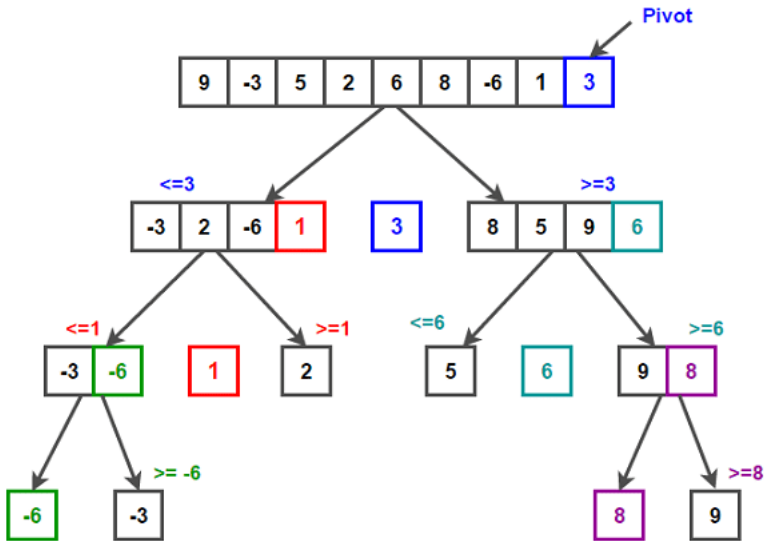 Pivot
9 -3 5 2 6 8 -6 1 3
<=3 >=3
-3 2 -6 1 3 8 5 9 6
<=1 >=1 <=6 >=6
-3 -6 1 2 5 6 9 8
>= -6 >=8
-6 -3 8 9